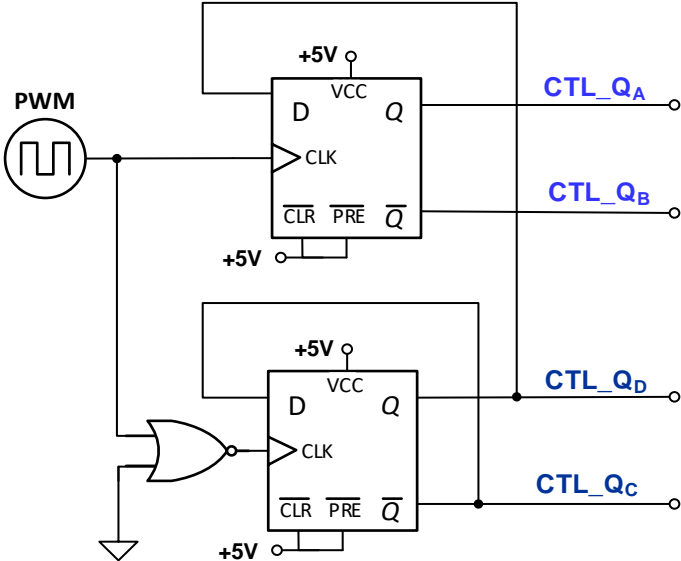 +5V
VCC
CTL_QA
PWM
D
Q
CLK
CTL_QB
CLR PRE Q
+5V
+5V
VCC
CTL_QD
D
Q
CLK
CTL_QC
CLR PRE Q
+5V